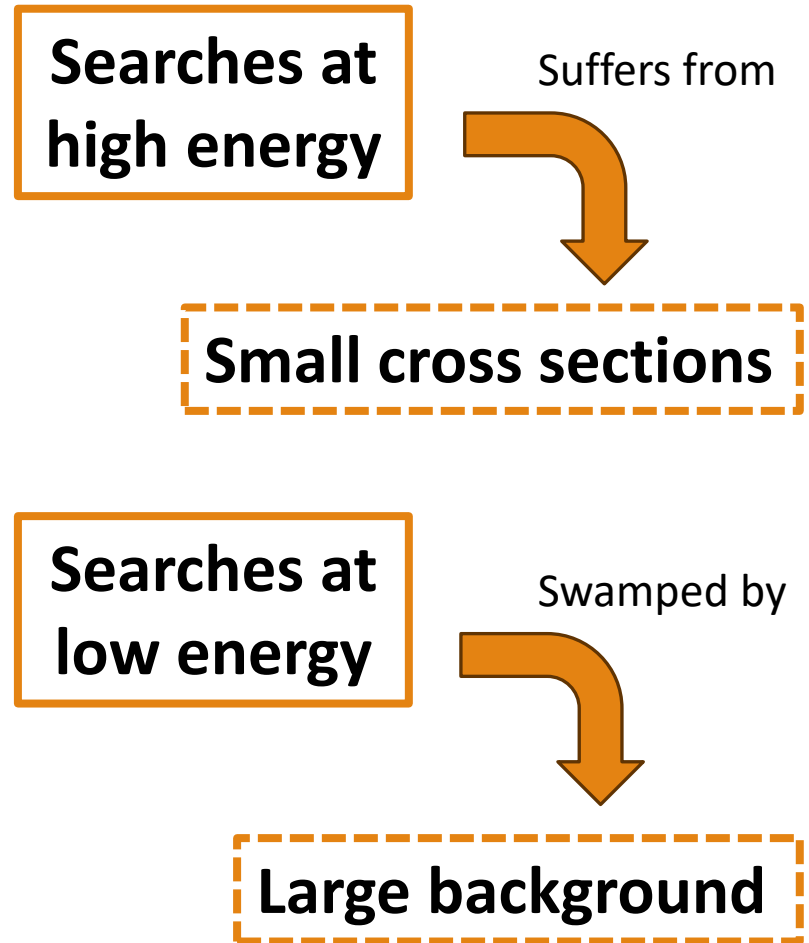 Searches at
high energy
Suffers from
Small cross sections
Searches at
low energy
Swamped by
Large background